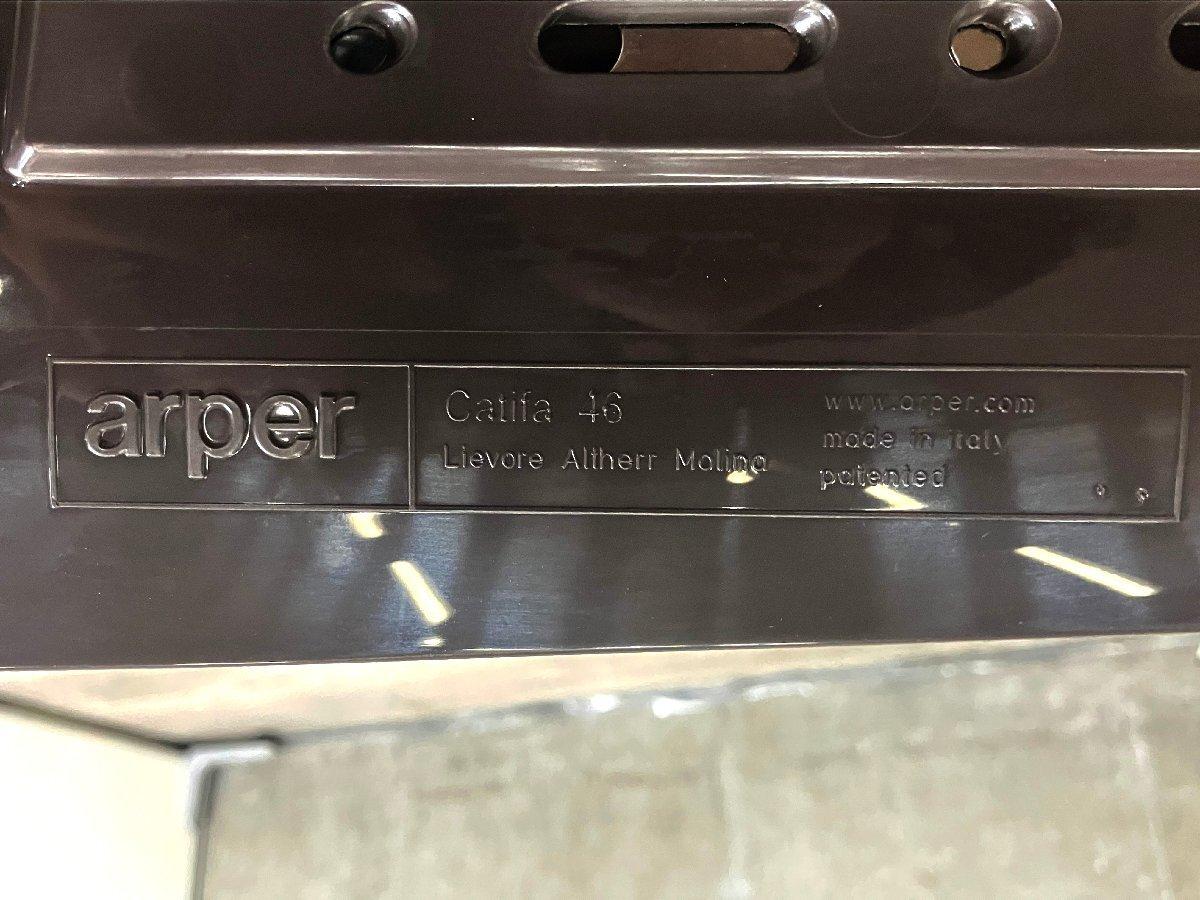 arper
Catifa 46
Lievore Altherr Molina
www.arper.com
made in italy
patented